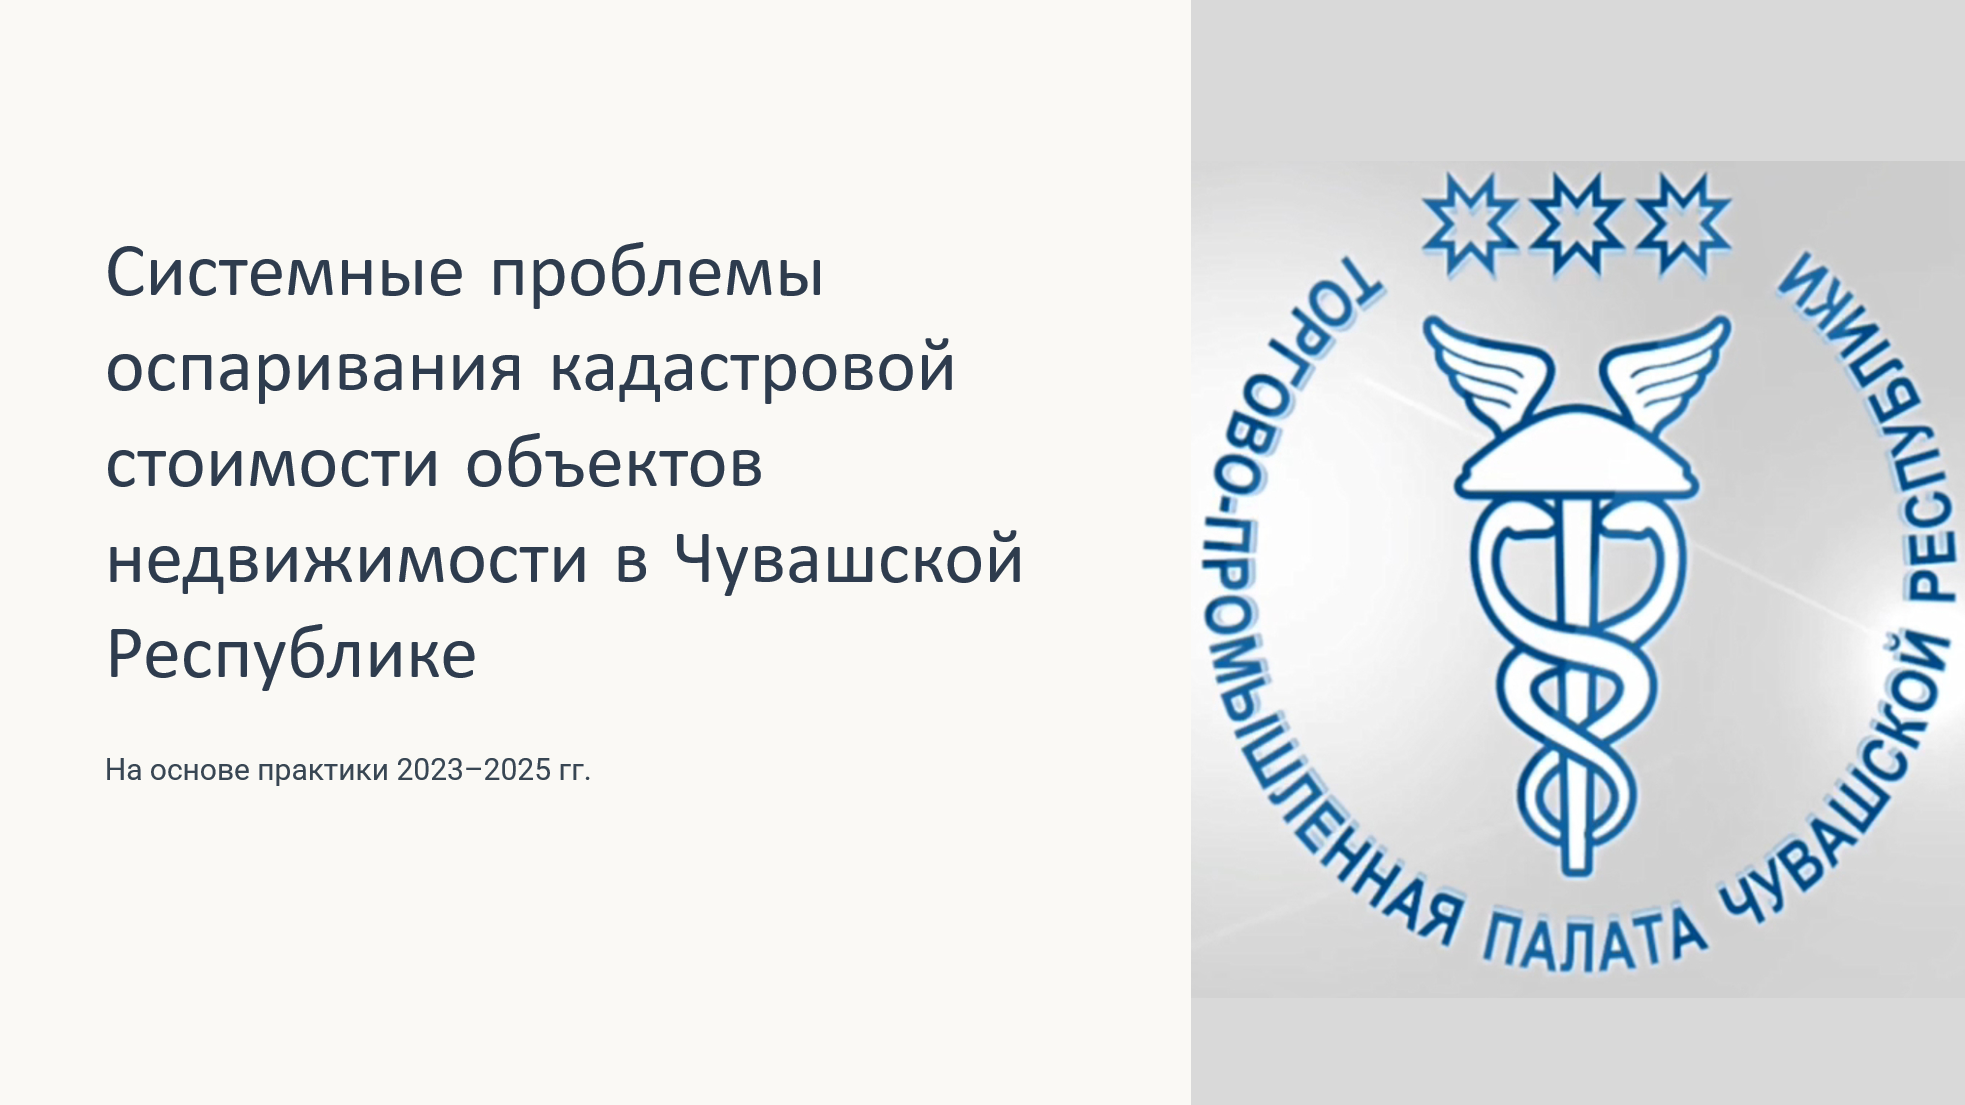 Системные проблемы
оспаривания кадастровой
стоимости объектов
недвижимости в Чувашской
Республике
На основе практики 2023–2025 гг.
ТОРГОВО-ПРОМЫШЛЕННАЯ ПАЛАТА ЧУВАШСКОЙ РЕСПУБЛИКИ